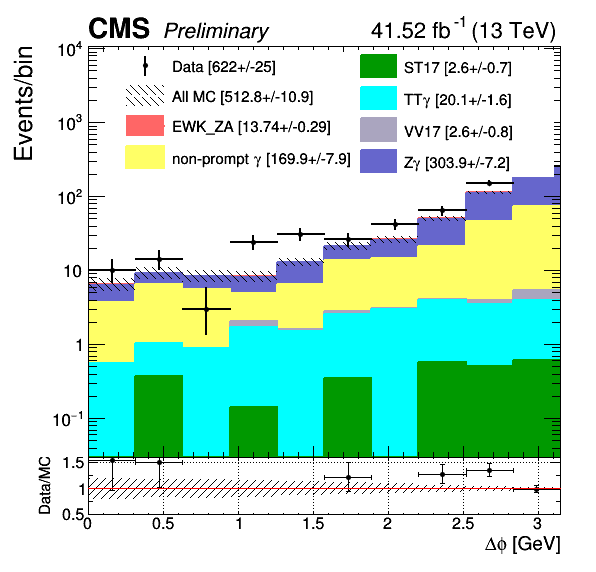 CMS Preliminary 41.52 fb⁻¹ (13 TeV)
Events/bin
10⁴
10³
10²
10
1
10⁻¹
Data [622+/-25]
All MC [512.8+/-10.9]
EWK_ZA [13.74+/-0.29]
non-prompt γ [169.9+/-7.9]
ST17 [2.6+/-0.7]
TTγ [20.1+/-1.6]
VV17 [2.6+/-0.8]
Zγ [303.9+/-7.2]
Data/MC
1.5
1
0.5
0 0.5 1 1.5 2 2.5 3
Δϕ [GeV]